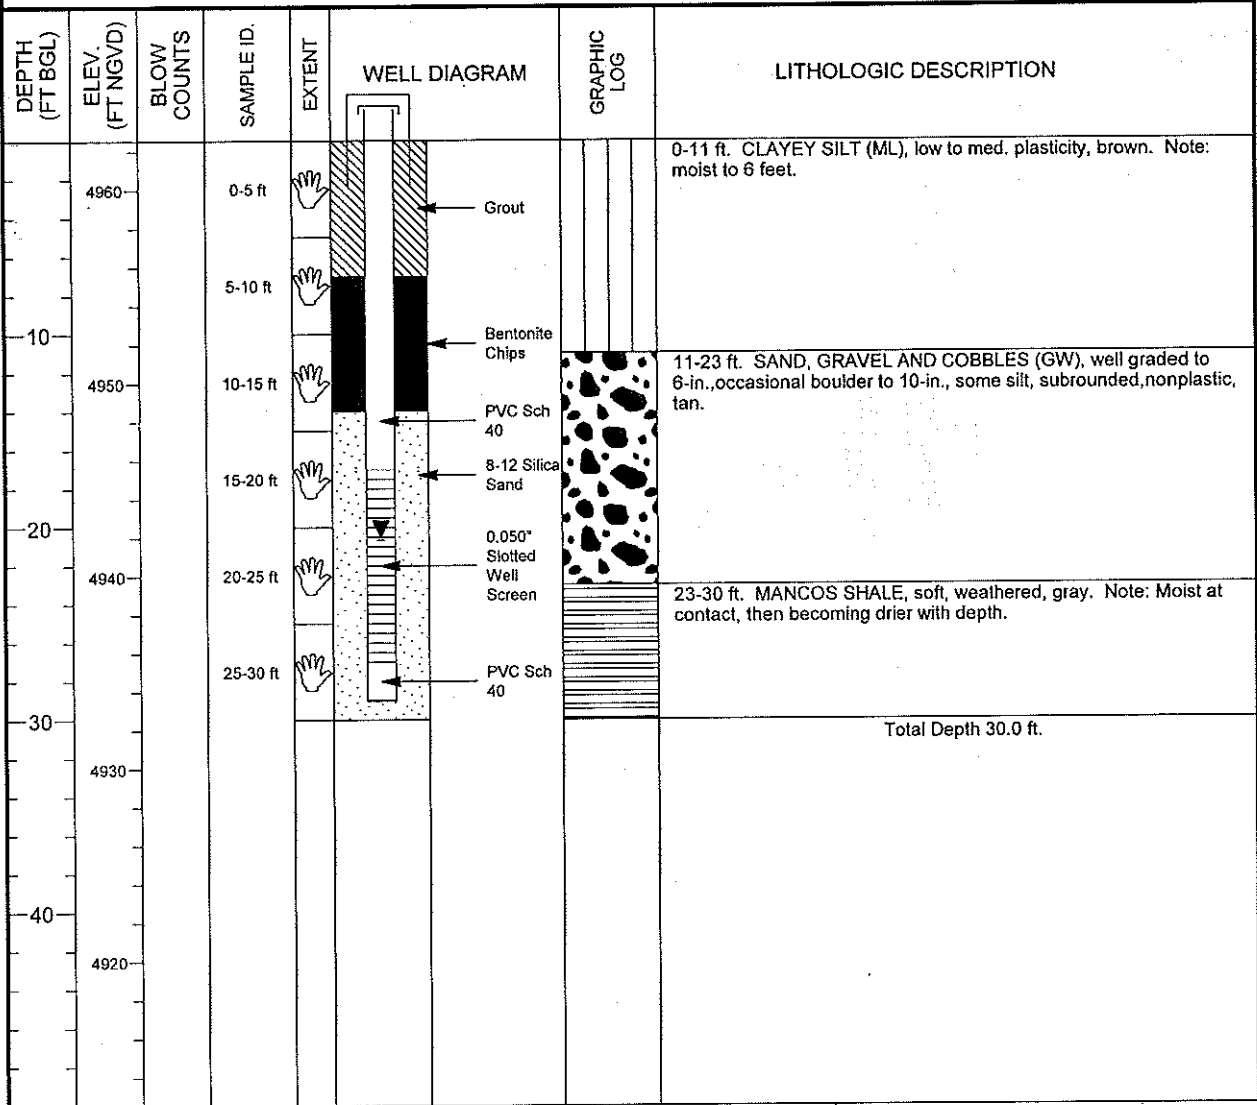 DEPTH
(FT BGL)
ELEV.
(FT NGVD)
BLOW
COUNTS
SAMPLE ID.
EXTENT
WELL DIAGRAM
GRAPHIC
LOG
LITHOLOGIC DESCRIPTION
0-11 ft. CLAYEY SILT (ML), low to med. plasticity, brown. Note:
moist to 6 feet.
4960
0-5 ft
Grout
5-10 ft
10
Bentonite
Chips
11-23 ft. SAND, GRAVEL AND COBBLES (GW), well graded to
6-in.,occasional boulder to 10-in., some silt, subrounded,nonplastic,
tan.
4950
10-15 ft
PVC Sch
40
8-12 Silica
Sand
15-20 ft
20
0.050"
Slotted
Well
Screen
4940
20-25 ft
23-30 ft. MANCOS SHALE, soft, weathered, gray. Note: Moist at
contact, then becoming drier with depth.
25-30 ft
PVC Sch
40
30
Total Depth 30.0 ft.
4930
40
4920